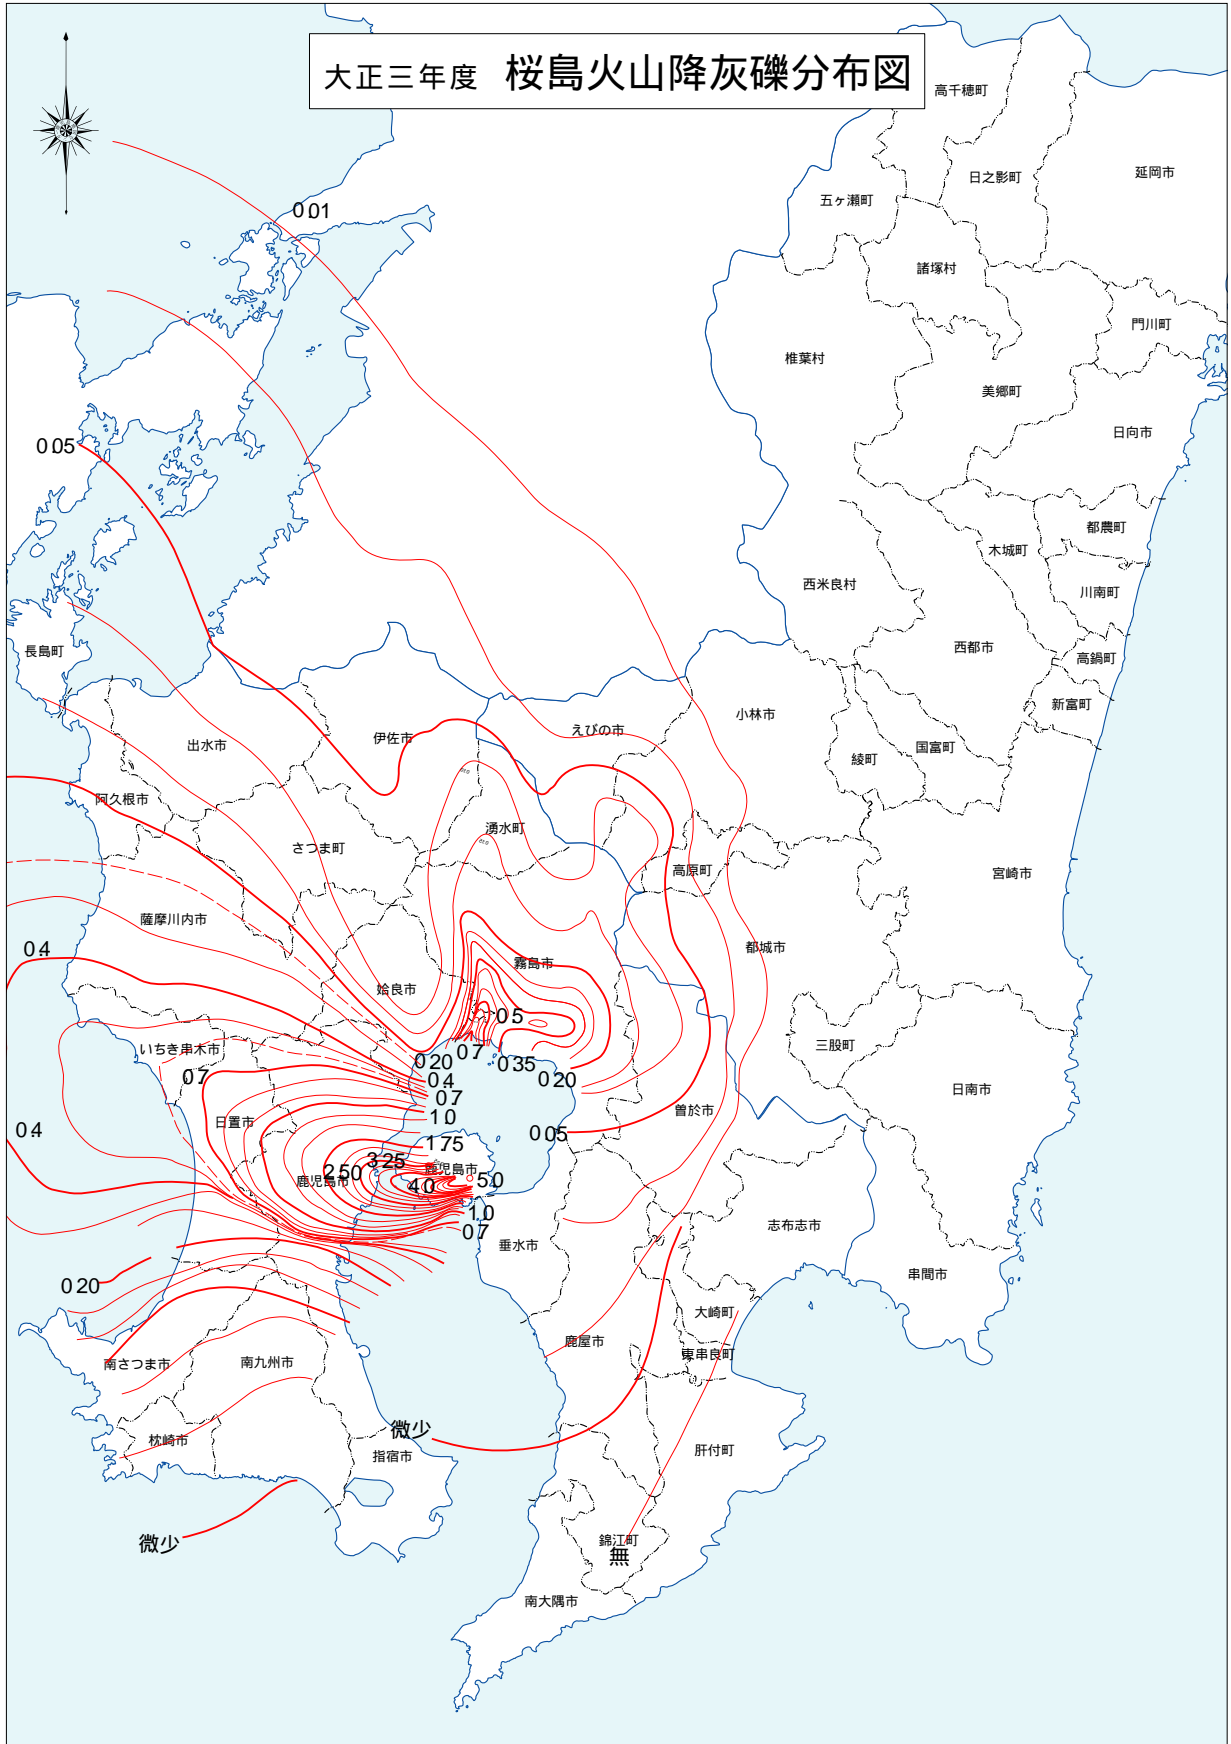 大正三年度 桜島火山降灰礫分布図
高千穂町
日之影町
延岡市
五ヶ瀬町
0.01
諸塚村
門川町
椎葉村
美郷町
日向市
0.05
都農町
木城町
西米良村
川南町
長島町
西都市
高鍋町
新富町
小林市
えびの市
伊佐市
出水市
国富町
綾町
阿久根市
湧水町
さつま町
高原町
宮崎市
薩摩川内市
0.4
都城市
霧島市
姶良市
0.5
いちき串木市
三股町
0.7
0.20
0.35
0.7
0.4
0.20
日南市
0.7
曽於市
1.0
日置市
0.4
0.05
1.75
3.25
鹿児島市
2.50
鹿児島市
4.0
5.0
1.0
志布志市
0.7
垂水市
串間市
0.20
大崎町
鹿屋市
東串良町
南さつま市
南九州市
微少
枕崎市
肝付町
指宿市
微少
錦江町
無
南大隅市